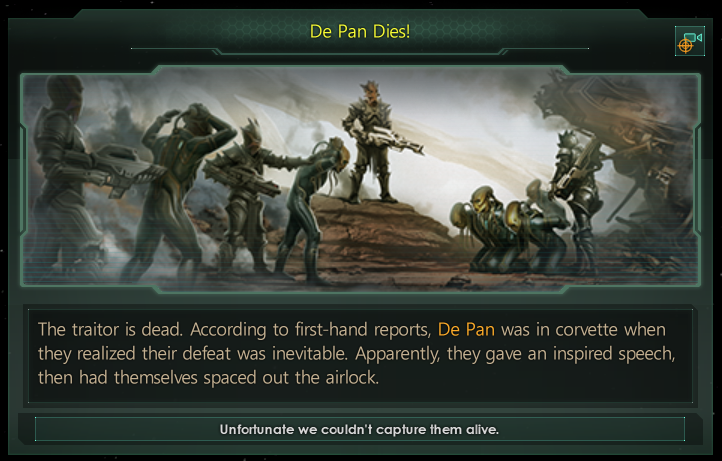 De Pan Dies!
The traitor is dead. According to first-hand reports, De Pan was in corvette when
they realized their defeat was inevitable. Apparently, they gave an inspired speech,
then had themselves spaced out the airlock.
Unfortunate we couldn't capture them alive.